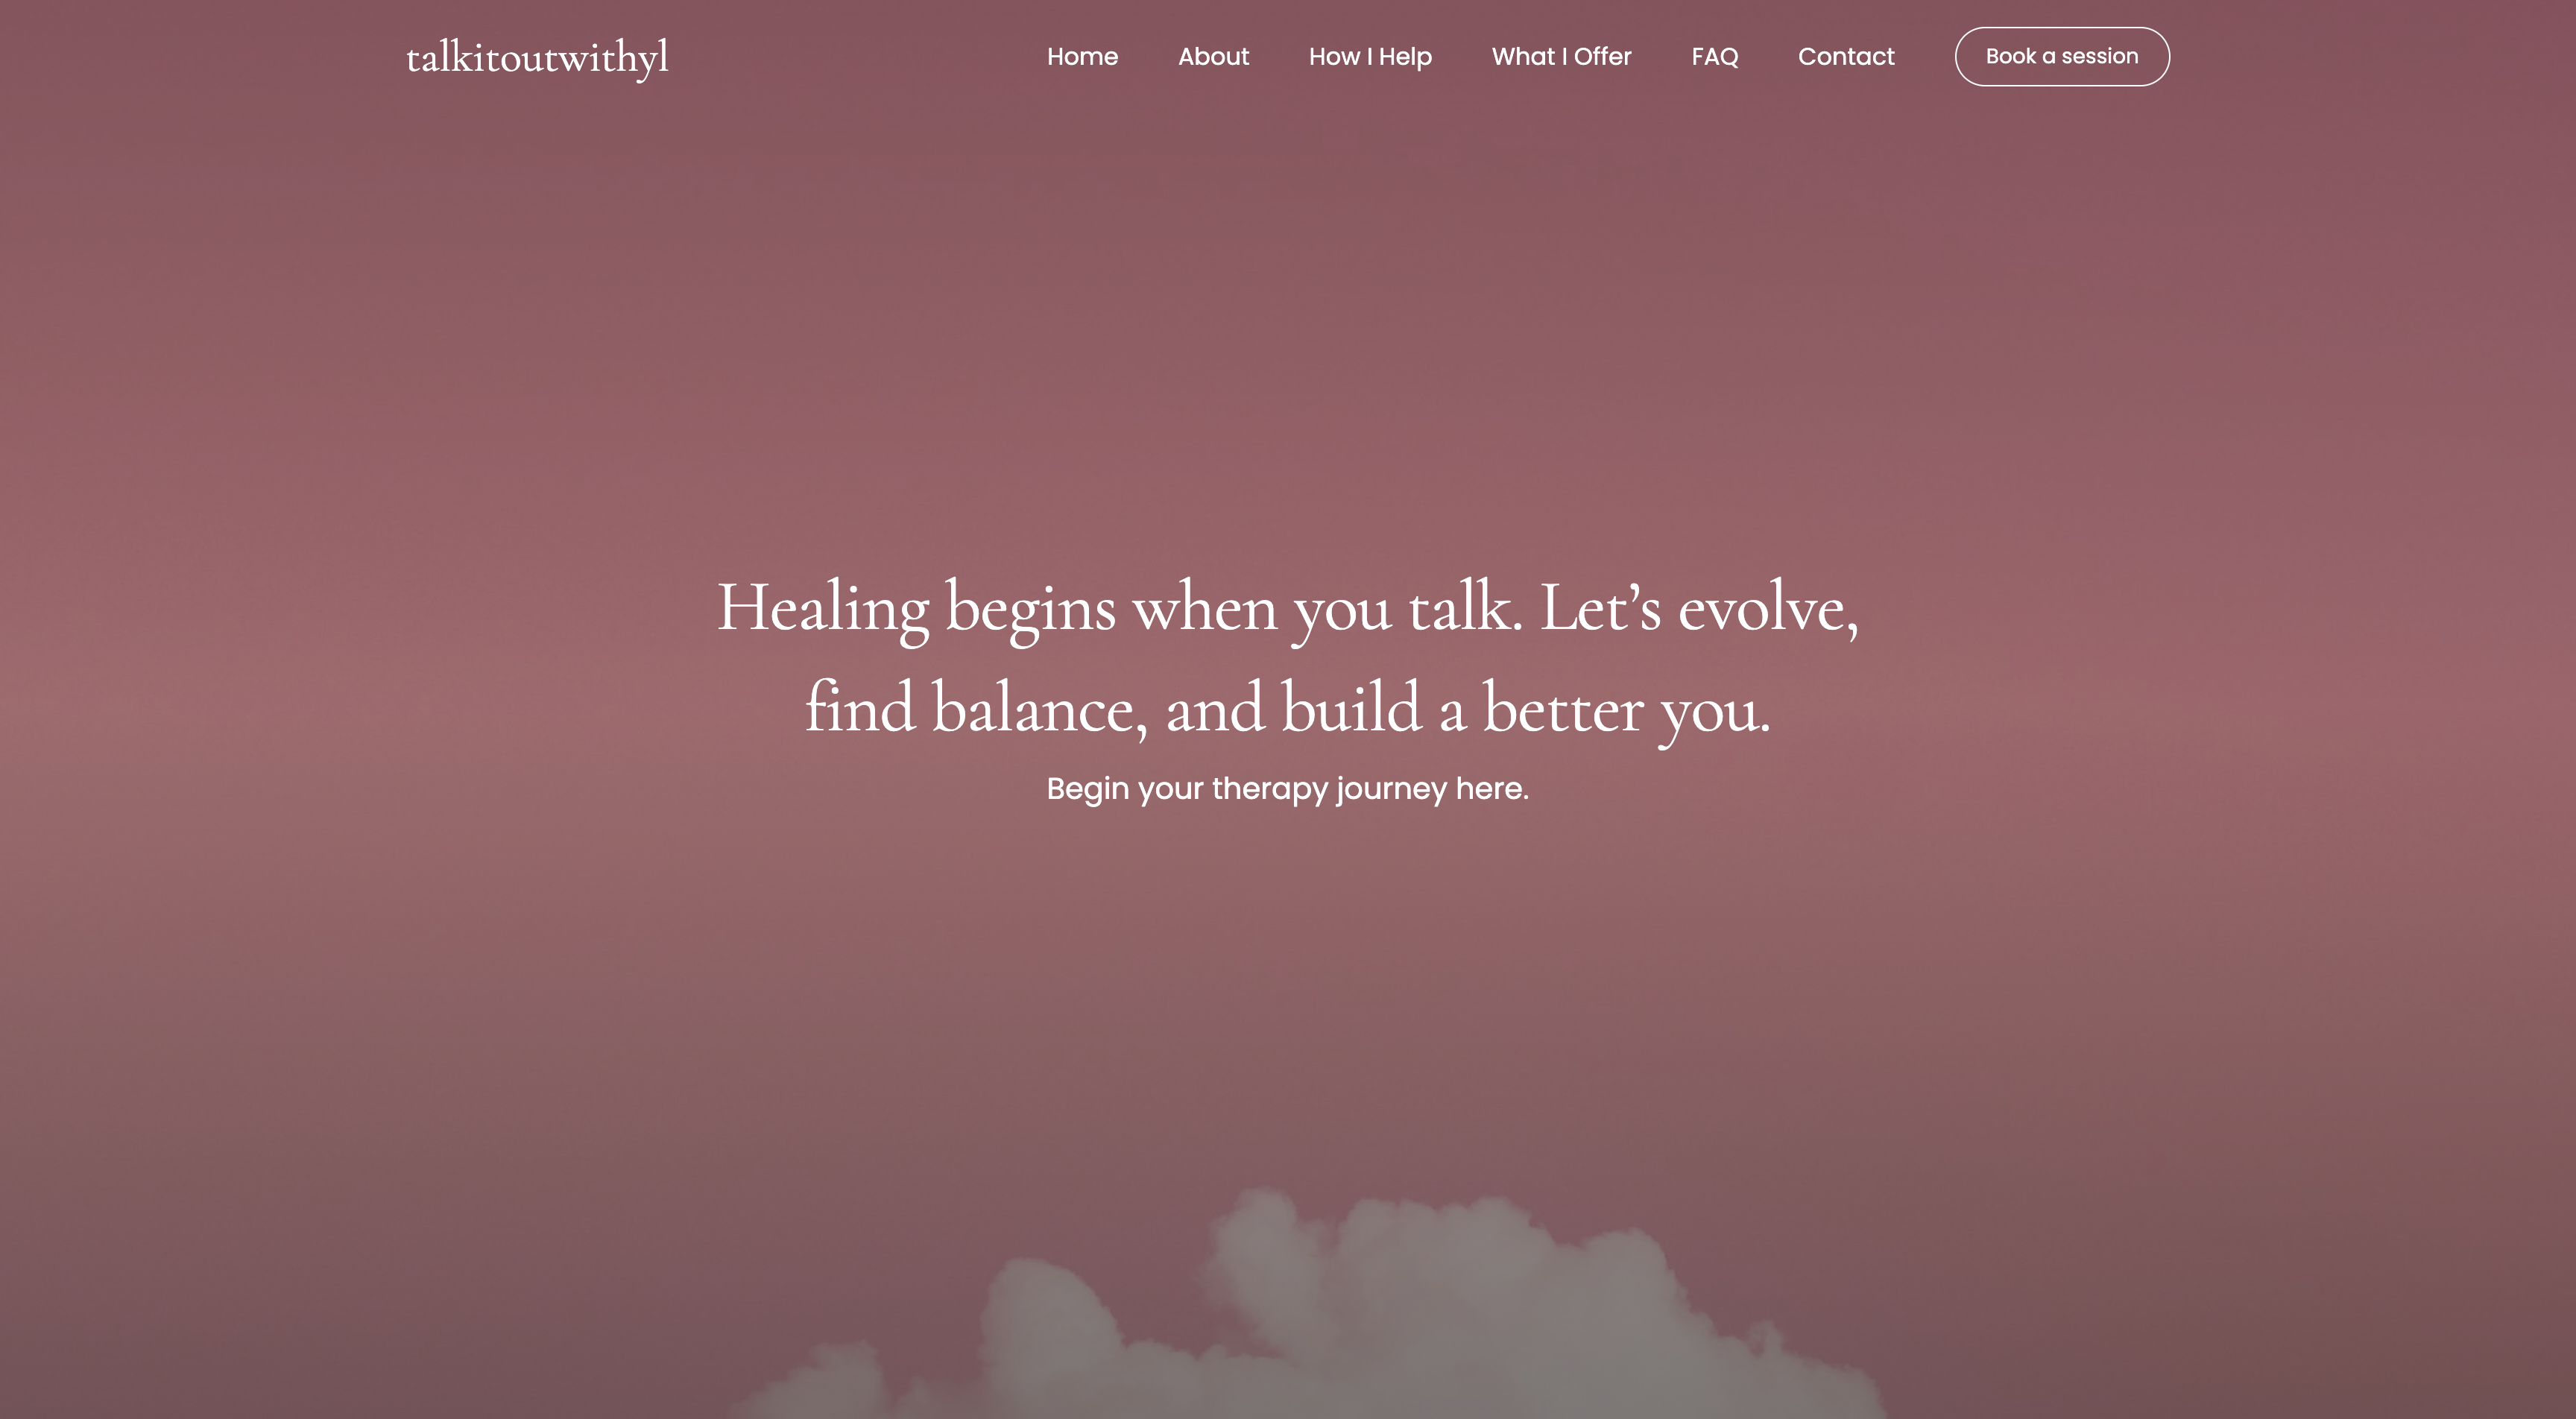 talkitoutwithyl
Home About How I Help What I Offer FAQ Contact Book a session
Healing begins when you talk. Let’s evolve,
find balance, and build a better you.
Begin your therapy journey here.